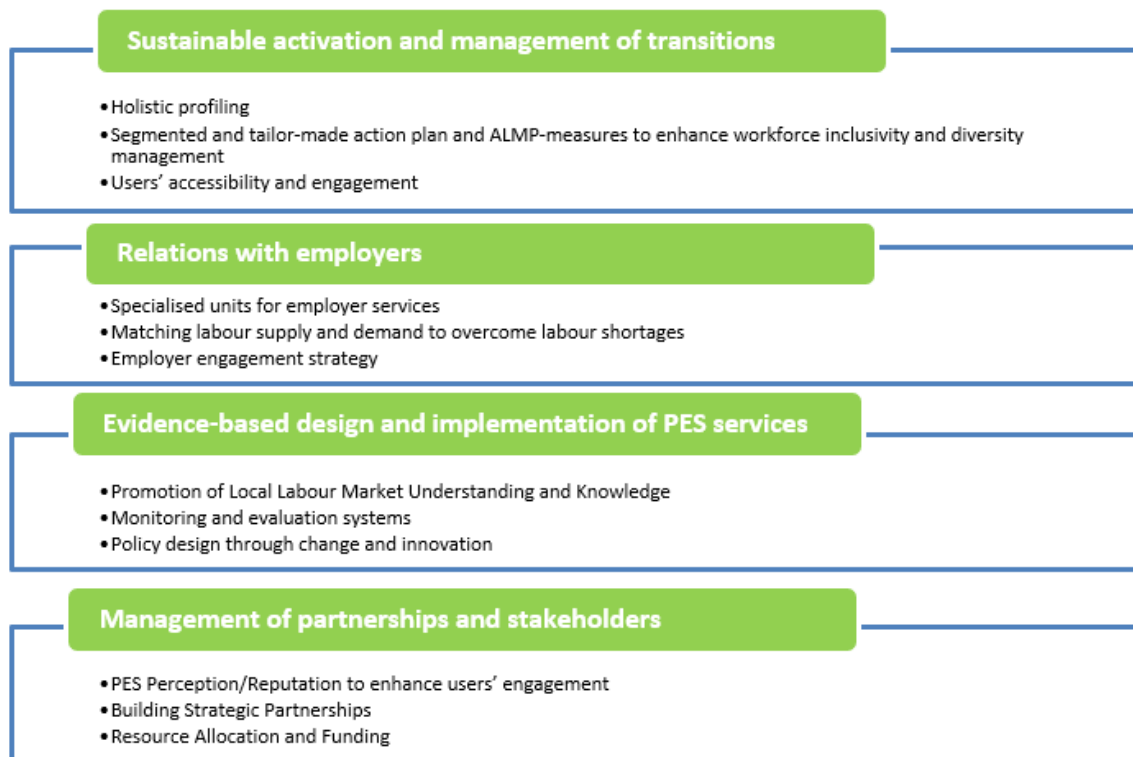 Sustainable activation and management of transitions
•Holistic profiling
•Segmented and tailor-made action plan and ALMP-measures to enhance workforce inclusivity and diversity
management
•Users’ accessibility and engagement
Relations with employers
•Specialised units for employer services
•Matching labour supply and demand to overcome labour shortages
•Employer engagement strategy
Evidence-based design and implementation of PES services
•Promotion of Local Labour Market Understanding and Knowledge
•Monitoring and evaluation systems
•Policy design through change and innovation
Management of partnerships and stakeholders
•PES Perception/Reputation to enhance users’ engagement
•Building Strategic Partnerships
•Resource Allocation and Funding